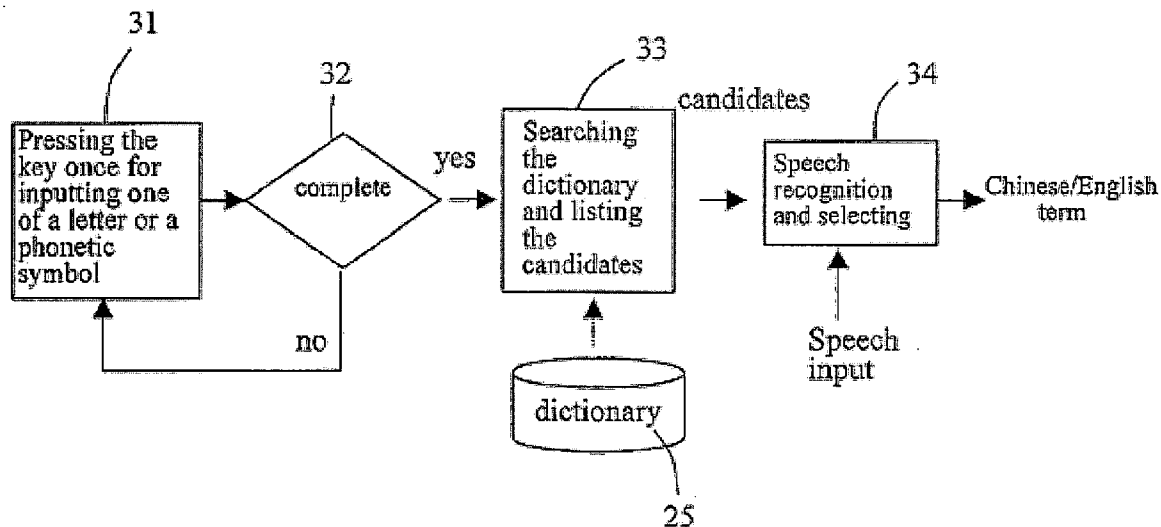 31
Pressing the
key once for
inputting one
of a letter or a
phonetic
symbol
32
complete
yes
no
33
Searching
the
dictionary
and listing
the
candidates
candidates
dictionary
25
34
Speech
recognition
and selecting
Speech
input
Chinese/English
term